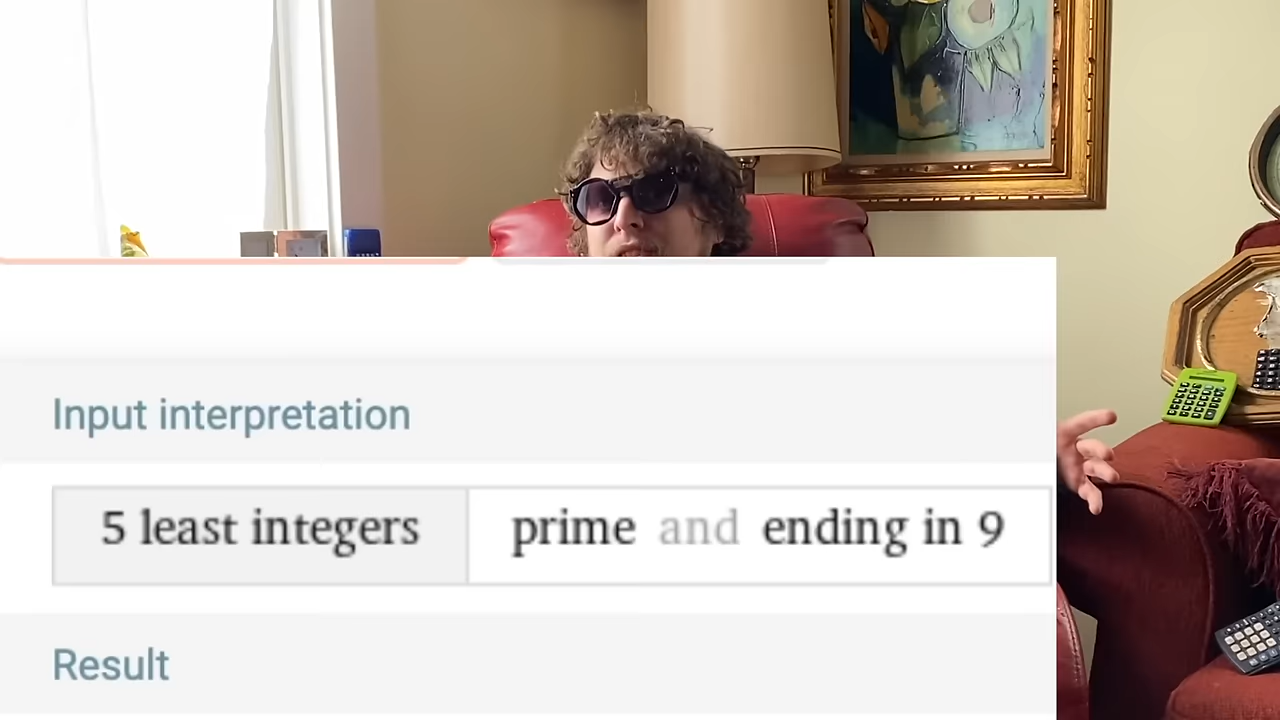 Input interpretation
5 least integers prime and ending in 9
Result